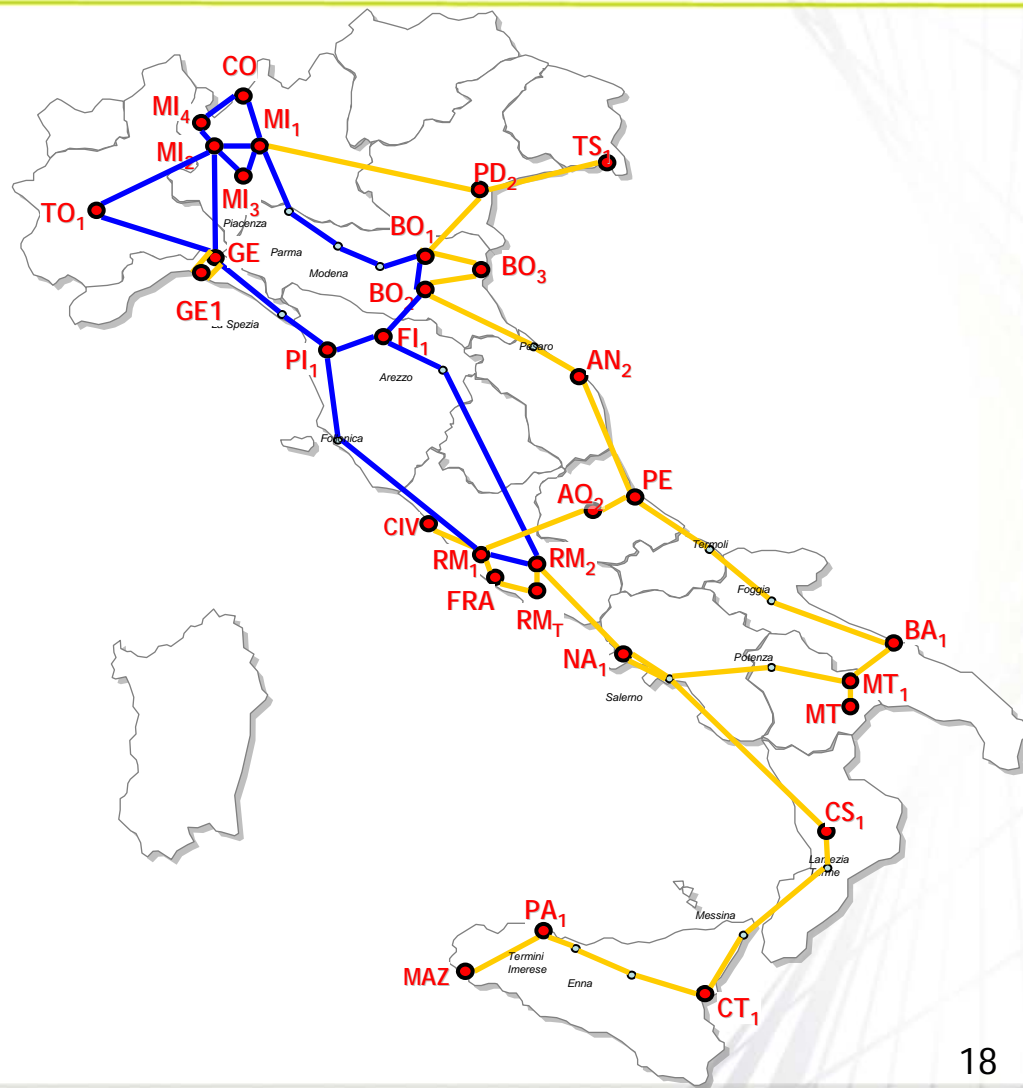 CO
MI4
MI1
MI2
TS1
PD2
MI3
TO1
Piacenza
BO1
Parma
GE
Modena
BO3
BO2
GE1
La Spezia
FI1
Pesaro
PI1
Arezzo
AN2
Follonica
PE
AQ2
CIV
Termoli
RM1
RM2
Foggia
FRA
RMT
BA1
NA1
Potenza
MT1
Salerno
MT
CS1
Lamezia
Terme
PA1
Messina
Termini
Imerese
MAZ
Enna
CT1
18